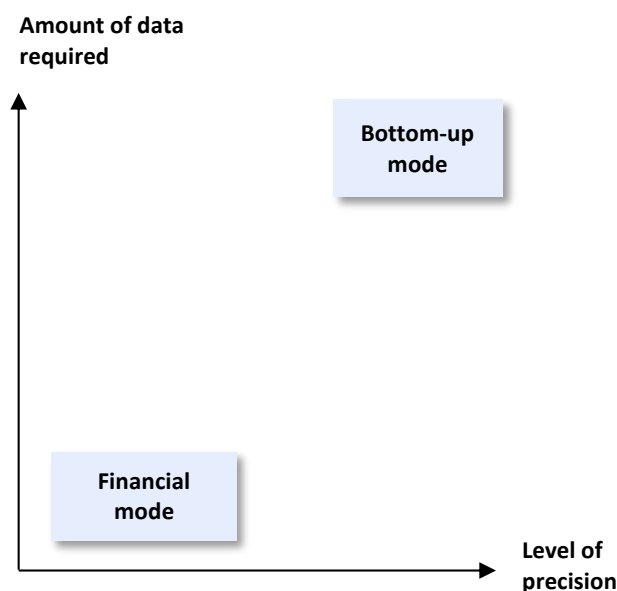 Amount of data
required
Bottom-up
mode
Financial
mode
Level of
precision